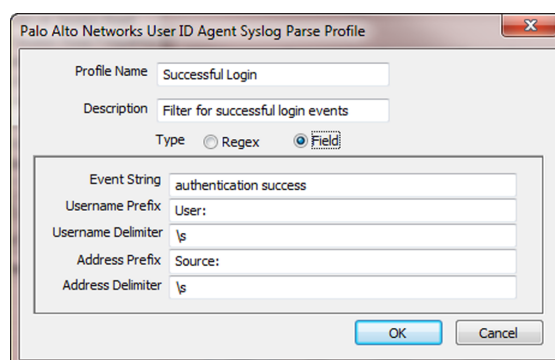 Palo Alto Networks User ID Agent Syslog Parse Profile
Profile Name Successful Login
Description Filter for successful login events
Type Regex Field
Event String authentication success
Username Prefix User:
Username Delimiter \s
Address Prefix Source:
Address Delimiter \s
OK Cancel